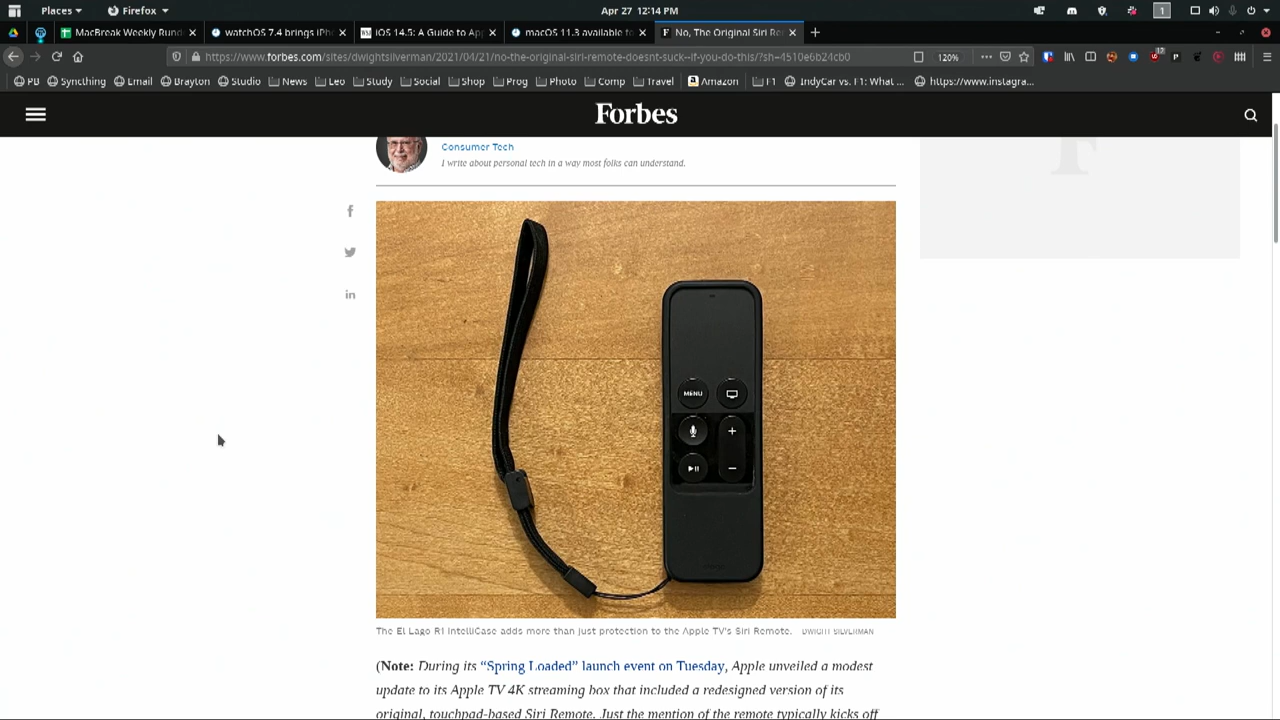 Places Firefox Apr 27 12:14 PM 1
MacBreak Weekly Rund watchOS 7.4 brings iPho iOS 14.5: A Guide to App macOS 11.3 available fo No, The Original Siri Re
https://www.forbes.com/sites/dwightsilverman/2021/04/21/no-the-original-siri-remote-doesnt-suck--if-you-do-this/?sh=4510e6b24cb0 120%
PB Syncthing Email Brayton Studio News Leo Study Social Shop Prog Photo Comp Travel Amazon F1 IndyCar vs. F1: What ... https://www.instagra...
Forbes
Consumer Tech
I write about personal tech in a way most folks can understand.
F
MENU
The El Lago R1 IntelliCase adds more than just protection to the Apple TV's Siri Remote. DWIGHT SILVERMAN
(Note: During its “Spring Loaded” launch event on Tuesday, Apple unveiled a modest
update to its Apple TV 4K streaming box that included a redesigned version of its
original, touchpad-based Siri Remote. Just the mention of the remote typically kicks off